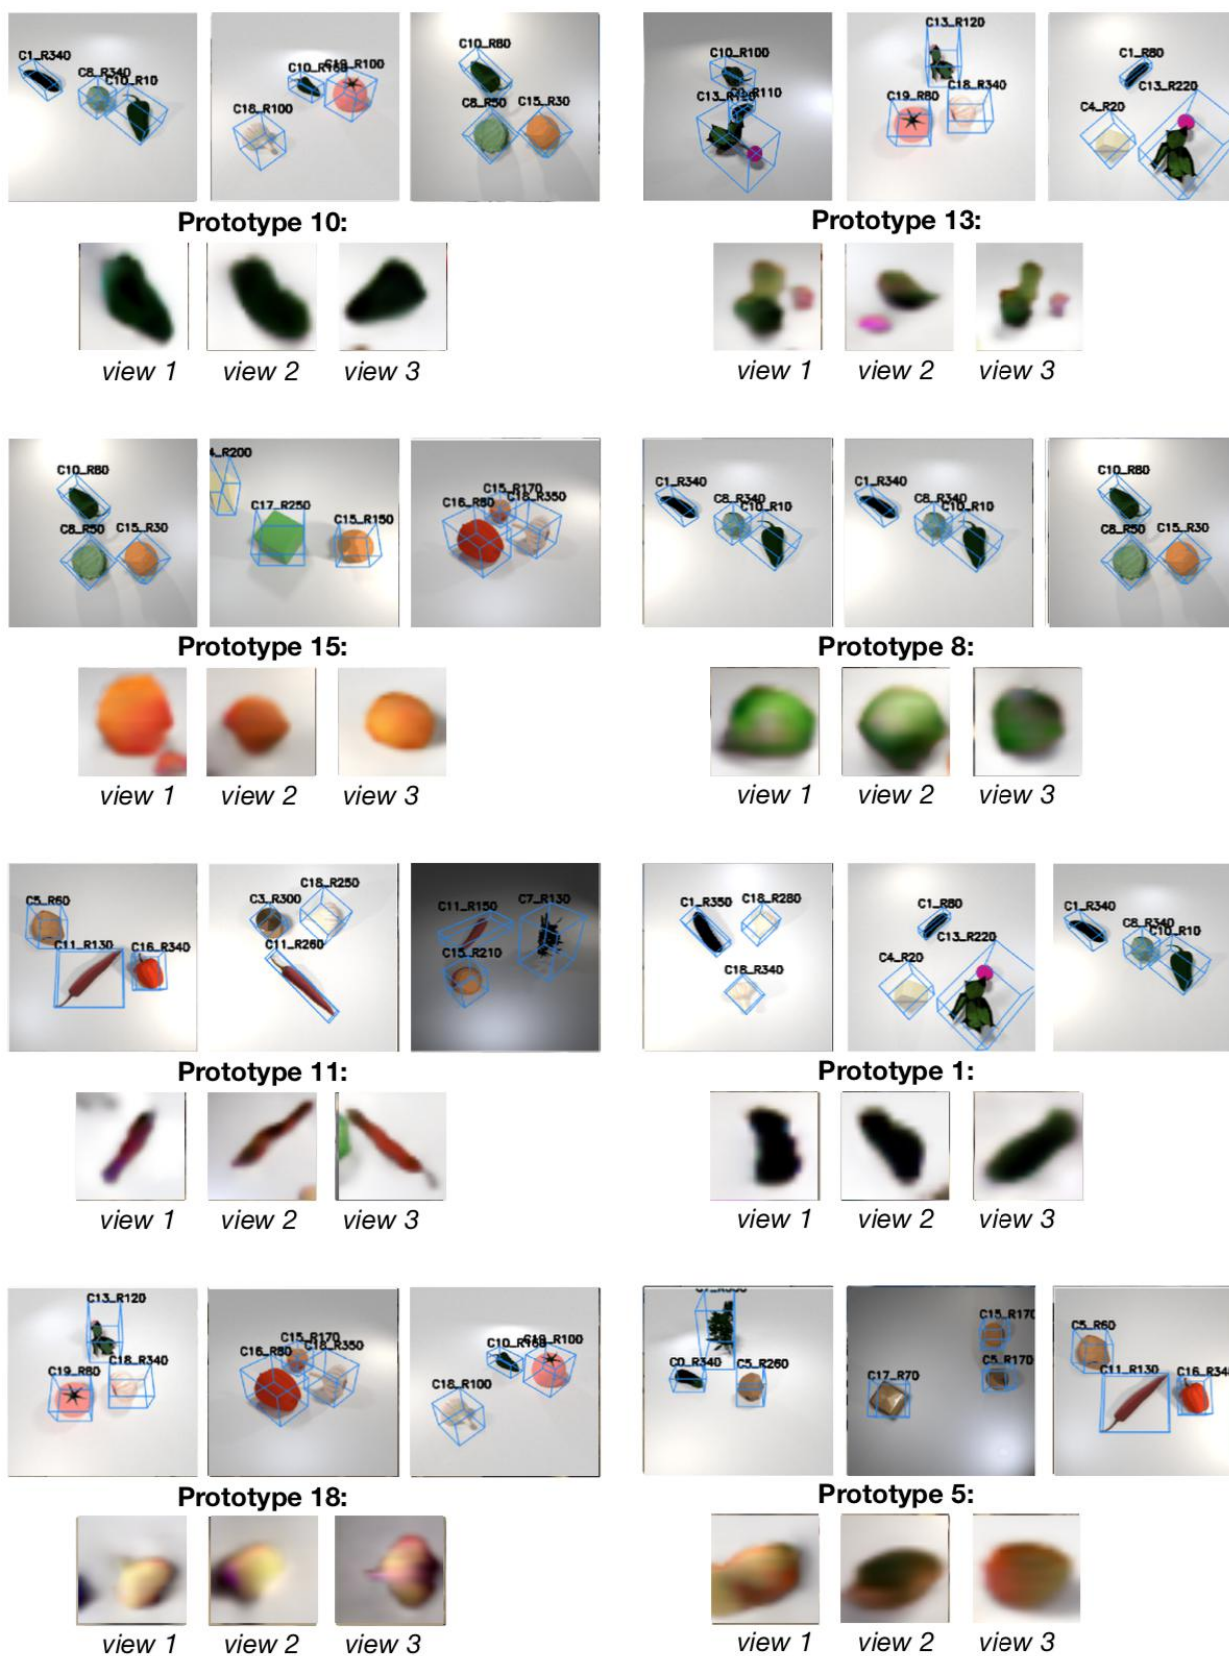 C1_R340
C8_R340
C10_R10
C18_R100
C10_R160
C19_R100
C10_R80
C8_R50
C15_R30
C10_R100
C13_R120
C19_R80
C18_R340
C1_R80
C13_R220
C4_R20
Prototype 10:
Prototype 13:
view 1 view 2 view 3
view 1 view 2 view 3
C10_R80
C8_R50
C15_R30
C17_R250
C15_R150
C15_R170
C16_R80
C18_R350
C1_R340
C8_R340
C10_R10
C1_R340
C8_R340
C10_R10
C10_R80
C8_R50
C15_R30
Prototype 15:
Prototype 8:
view 1 view 2 view 3
view 1 view 2 view 3
C5_R60
C11_R130
C16_R340
C18_R250
C3_R300
C11_R260
C11_R150
C7_R130
C15_R210
C1_R350
C18_R280
C18_R340
C1_R80
C13_R220
C4_R20
C1_R340
C8_R340
C10_R10
Prototype 11:
Prototype 1:
view 1 view 2 view 3
view 1 view 2 view 3
C13_R120
C19_R80
C18_R340
C15_R170
C16_R80
C18_R350
C10_R160
C19_R100
C18_R100
C0_R340
C5_R260
C15_R170
C17_R70
C5_R170
C5_R60
C11_R130
C16_R34
Prototype 18:
Prototype 5:
view 1 view 2 view 3
view 1 view 2 view 3